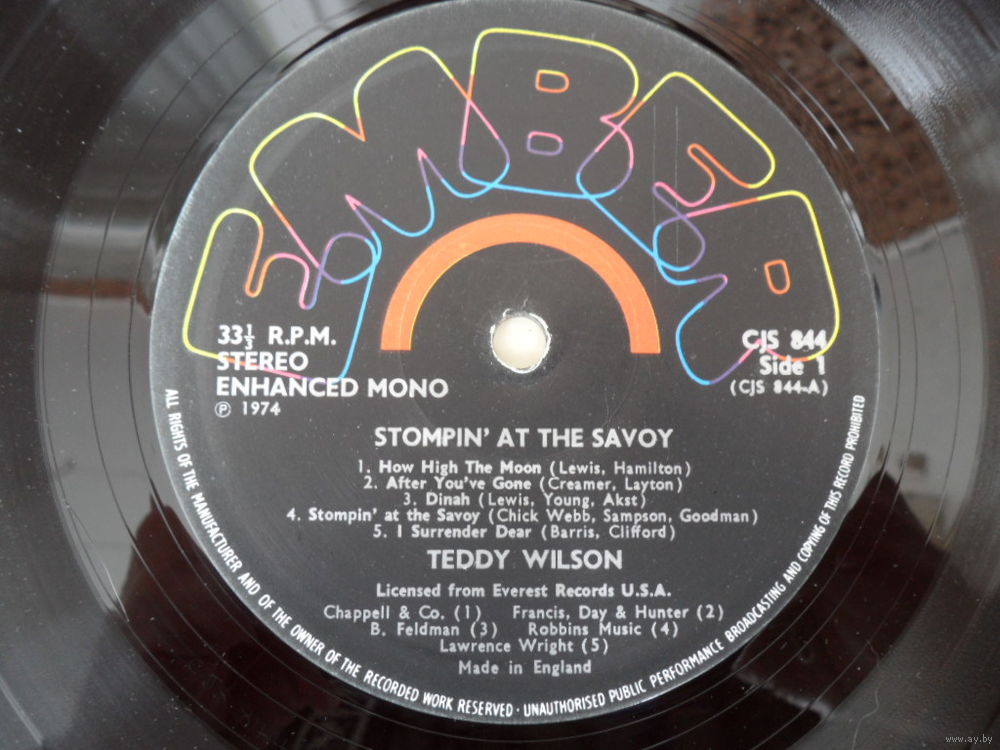 EMBER
33⅓ R.P.M.
STEREO
ENHANCED MONO
Ⓟ 1974
CJS 844
Side 1
(CJS 844-A)
STOMPIN' AT THE SAVOY
1. How High The Moon (Lewis, Hamilton)
2. After You've Gone (Creamer, Layton)
3. Dinah (Lewis, Young, Akst)
4. Stompin' at the Savoy (Chick Webb, Sampson, Goodman)
5. I Surrender Dear (Barris, Clifford)
TEDDY WILSON
Licensed from Everest Records U.S.A.
Chappell & Co. (1) Francis, Day & Hunter (2)
B. Feldman (3) Robbins Music (4)
Lawrence Wright (5)
Made in England
ALL RIGHTS OF THE MANUFACTURER AND OF THE OWNER OF THE RECORDED WORK RESERVED · UNAUTHORISED PUBLIC PERFORMANCE BROADCASTING AND COPYING OF THIS RECORD PROHIBITED
www.ay.by